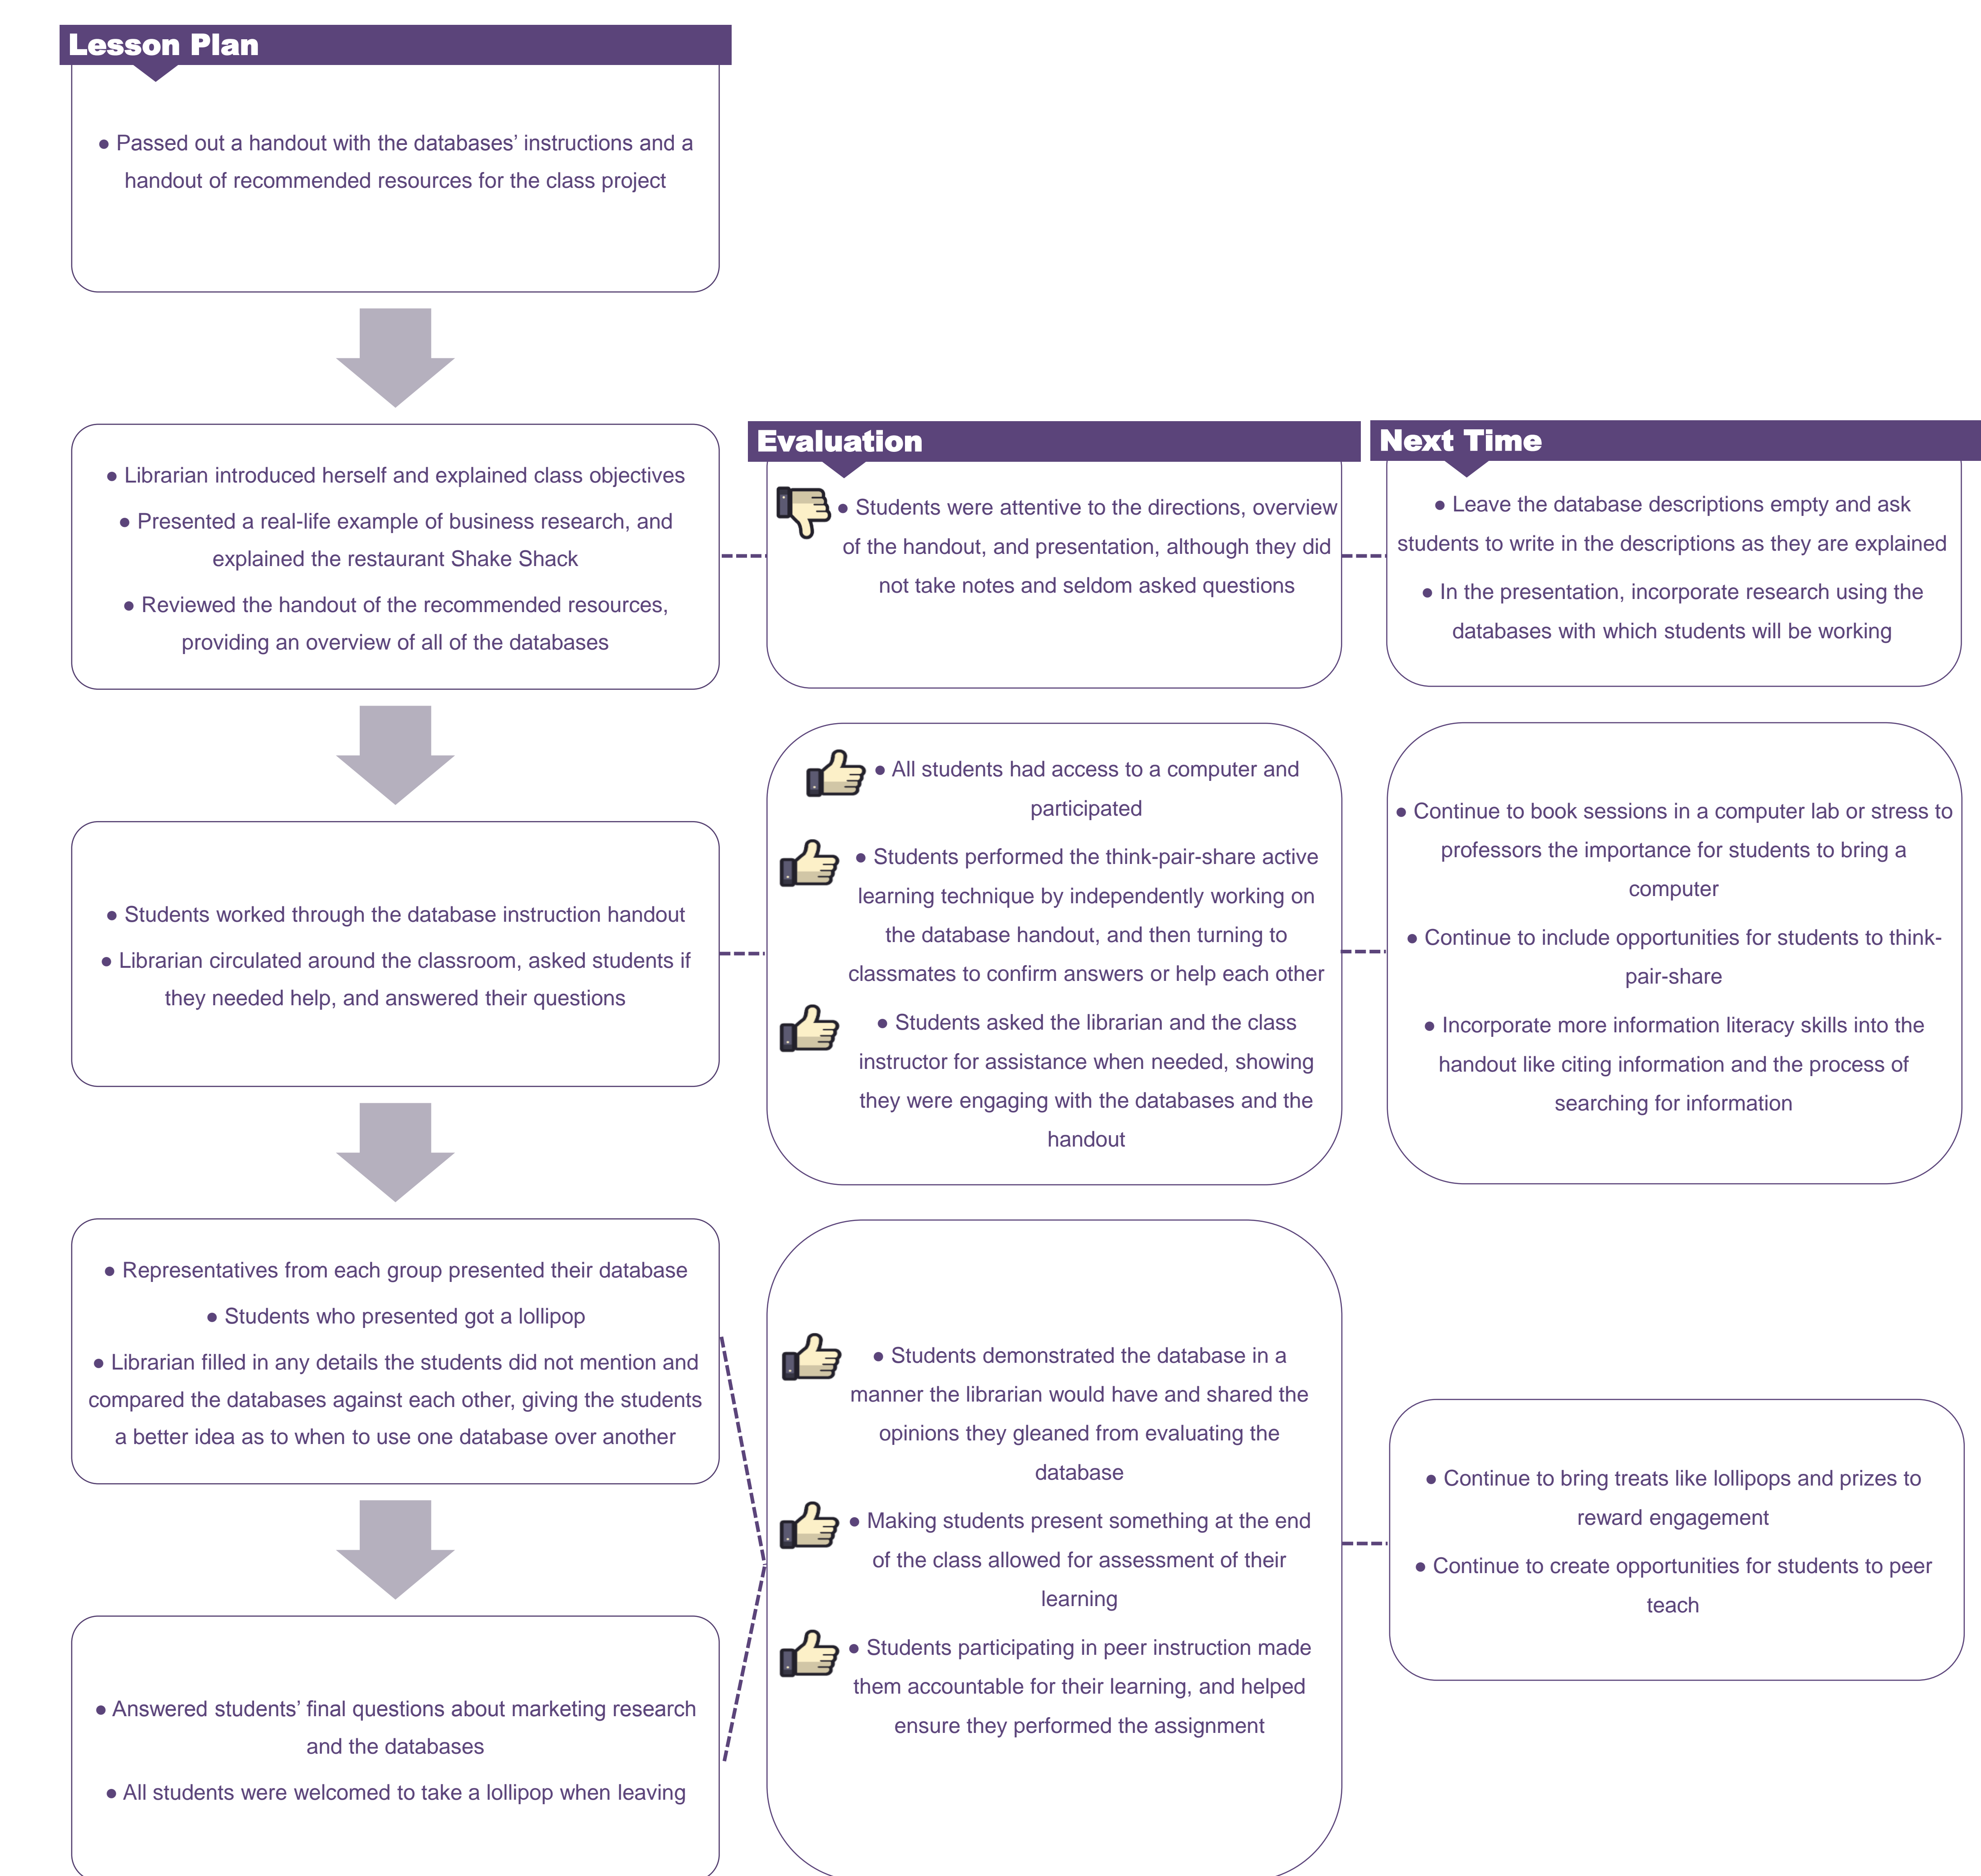 Lesson Plan
● Passed out a handout with the databases’ instructions and a
handout of recommended resources for the class project
● Librarian introduced herself and explained class objectives
● Presented a real-life example of business research, and
explained the restaurant Shake Shack
● Reviewed the handout of the recommended resources,
providing an overview of all of the databases
● Students worked through the database instruction handout
● Librarian circulated around the classroom, asked students if
they needed help, and answered their questions
● Representatives from each group presented their database
● Students who presented got a lollipop
● Librarian filled in any details the students did not mention and
compared the databases against each other, giving the students
a better idea as to when to use one database over another
● Answered students’ final questions about marketing research
and the databases
● All students were welcomed to take a lollipop when leaving
Evaluation
● Students were attentive to the directions, overview
of the handout, and presentation, although they did
not take notes and seldom asked questions
● All students had access to a computer and
participated
● Students performed the think-pair-share active
learning technique by independently working on
the database handout, and then turning to
classmates to confirm answers or help each other
● Students asked the librarian and the class
instructor for assistance when needed, showing
they were engaging with the databases and the
handout
● Students demonstrated the database in a
manner the librarian would have and shared the
opinions they gleaned from evaluating the
database
● Making students present something at the end
of the class allowed for assessment of their
learning
● Students participating in peer instruction made
them accountable for their learning, and helped
ensure they performed the assignment
Next Time
● Leave the database descriptions empty and ask
students to write in the descriptions as they are explained
● In the presentation, incorporate research using the
databases with which students will be working
● Continue to book sessions in a computer lab or stress to
professors the importance for students to bring a
computer
● Continue to include opportunities for students to think-
pair-share
● Incorporate more information literacy skills into the
handout like citing information and the process of
searching for information
● Continue to bring treats like lollipops and prizes to
reward engagement
● Continue to create opportunities for students to peer
teach